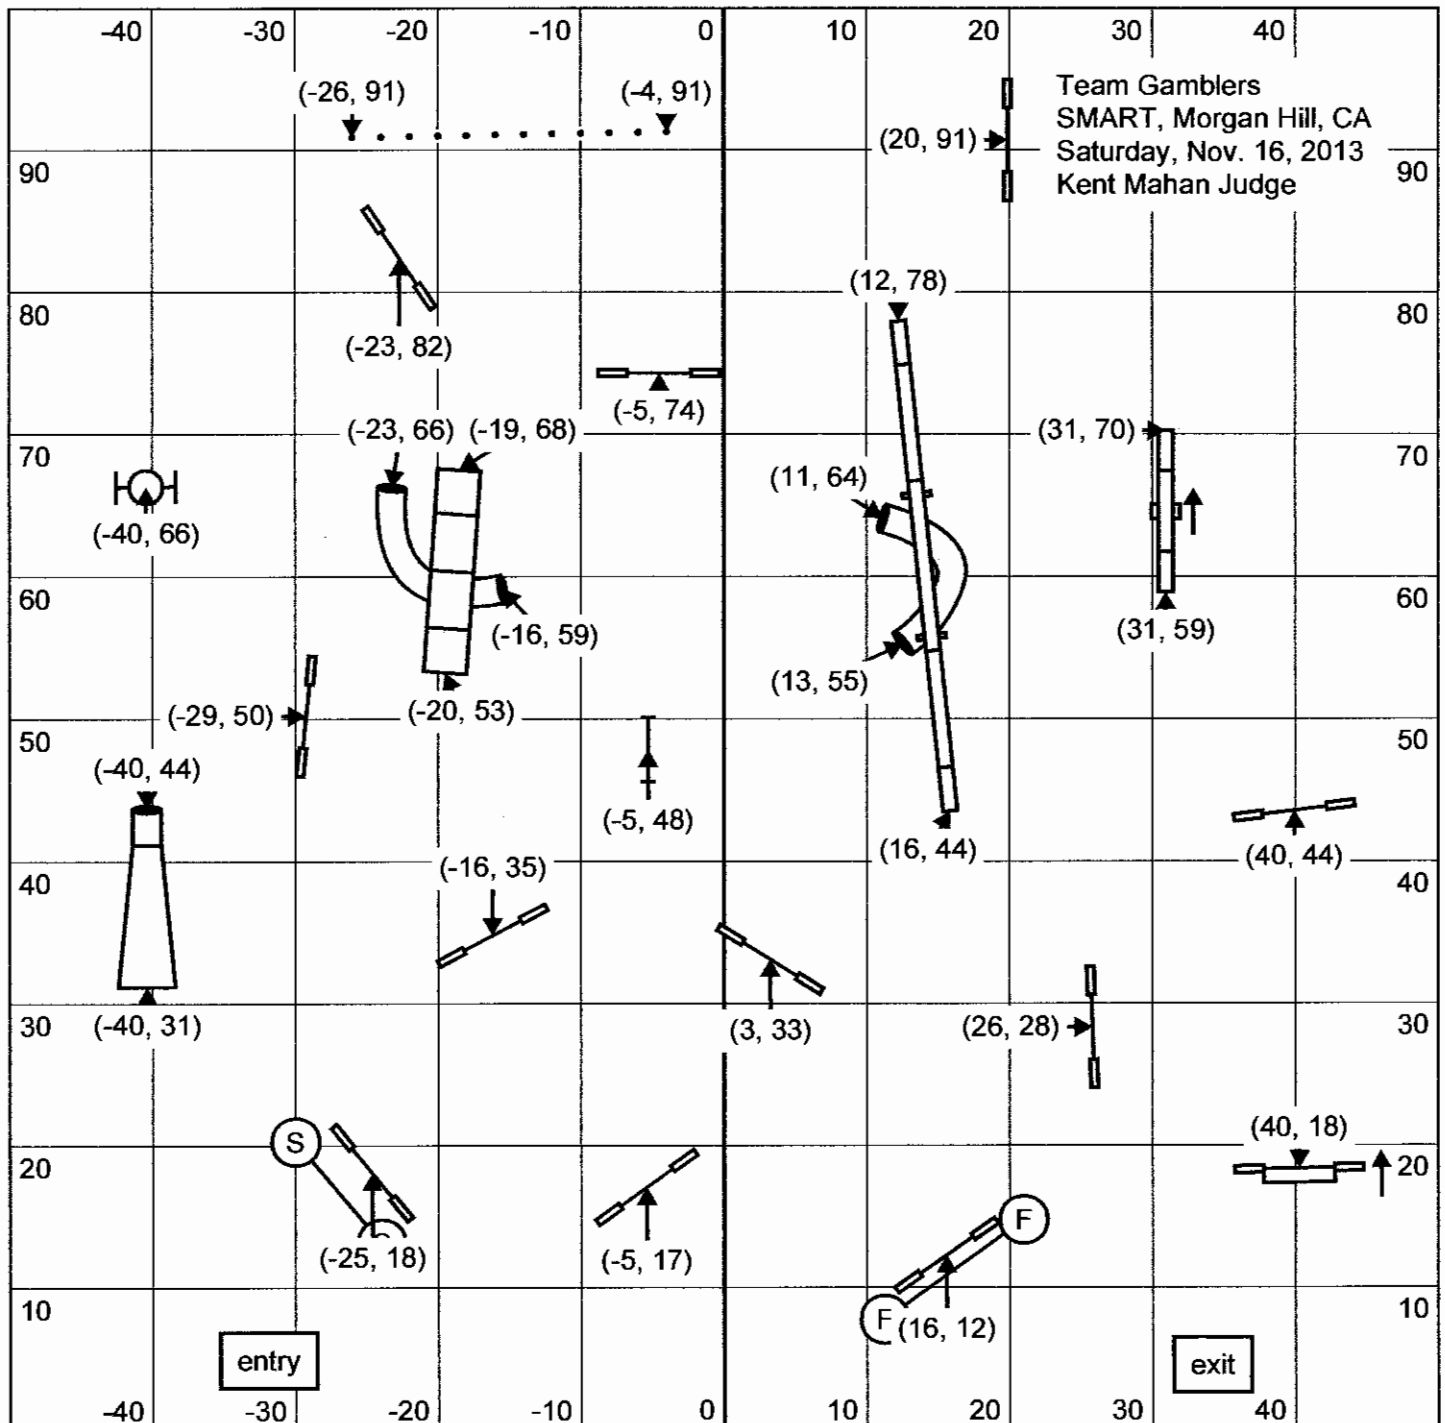 -40 -30 -20 -10 0 10 20 30 40
(-26, 91) (-4, 91)
Team Gamblers
SMART, Morgan Hill, CA
(20, 91)
Saturday, Nov. 16, 2013
Kent Mahan Judge
90 90
(12, 78)
80 80
(-23, 82)
(-5, 74)
(-23, 66) (-19, 68) (31, 70)
70 70
(11, 64)
(-40, 66)
60 60
(-16, 59) (31, 59)
(13, 55)
(-29, 50) (-20, 53)
50 50
(-40, 44)
(-5, 48)
(16, 44) (40, 44)
(-16, 35)
40 40
(-40, 31) (3, 33) (26, 28)
30 30
(40, 18)
S
20 20
F
(-25, 18) (-5, 17)
10 10
F (16, 12)
entry exit
-40 -30 -20 -10 0 10 20 30 40